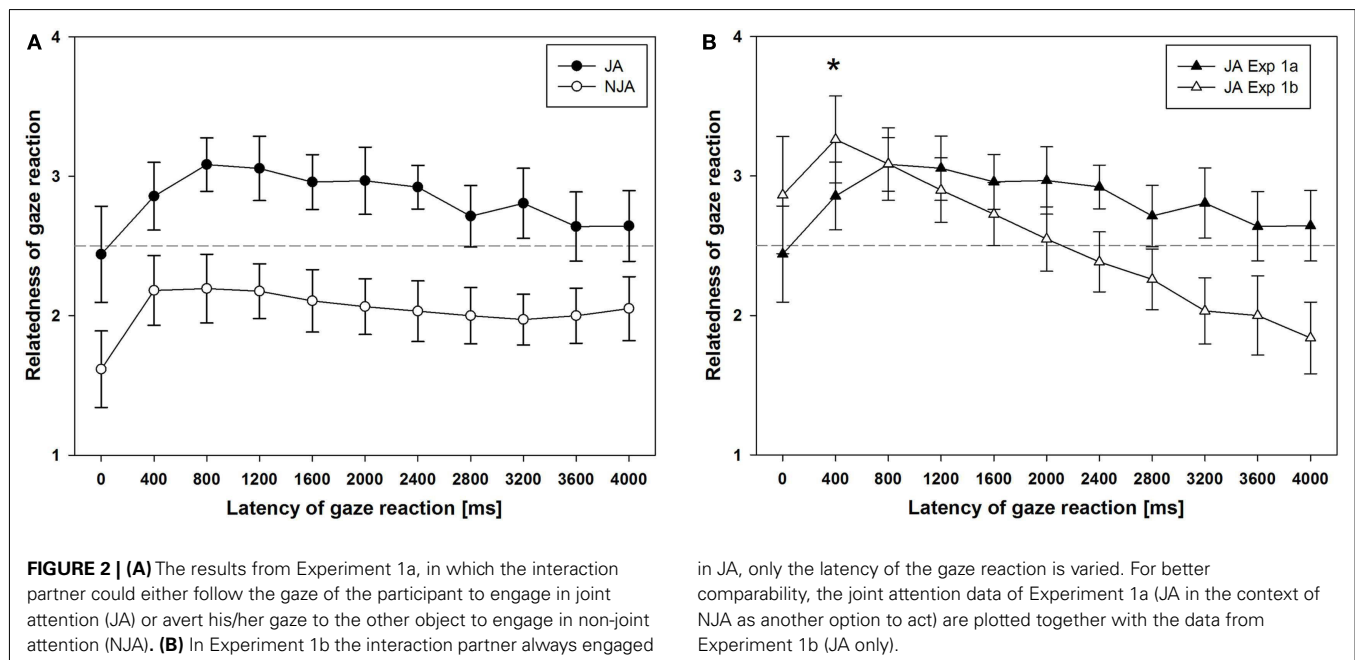 A
4
3
2
1
Relatedness of gaze reaction
JA
NJA
0 400 800 1200 1600 2000 2400 2800 3200 3600 4000
Latency of gaze reaction [ms]
B
4
3
2
1
Relatedness of gaze reaction
*
JA Exp 1a
JA Exp 1b
0 400 800 1200 1600 2000 2400 2800 3200 3600 4000
Latency of gaze reaction [ms]
FIGURE 2 | (A) The results from Experiment 1a, in which the interaction
partner could either follow the gaze of the participant to engage in joint
attention (JA) or avert his/her gaze to the other object to engage in non-joint
attention (NJA). (B) In Experiment 1b the interaction partner always engaged
in JA, only the latency of the gaze reaction is varied. For better
comparability, the joint attention data of Experiment 1a (JA in the context of
NJA as another option to act) are plotted together with the data from
Experiment 1b (JA only).